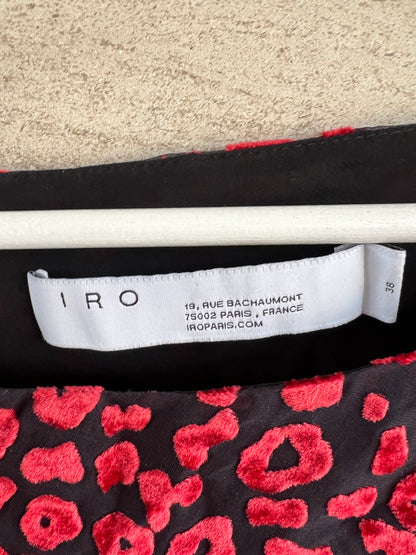 IRO
19, RUE BACHAUMONT
75002 PARIS , FRANCE
IROPARIS.COM
38